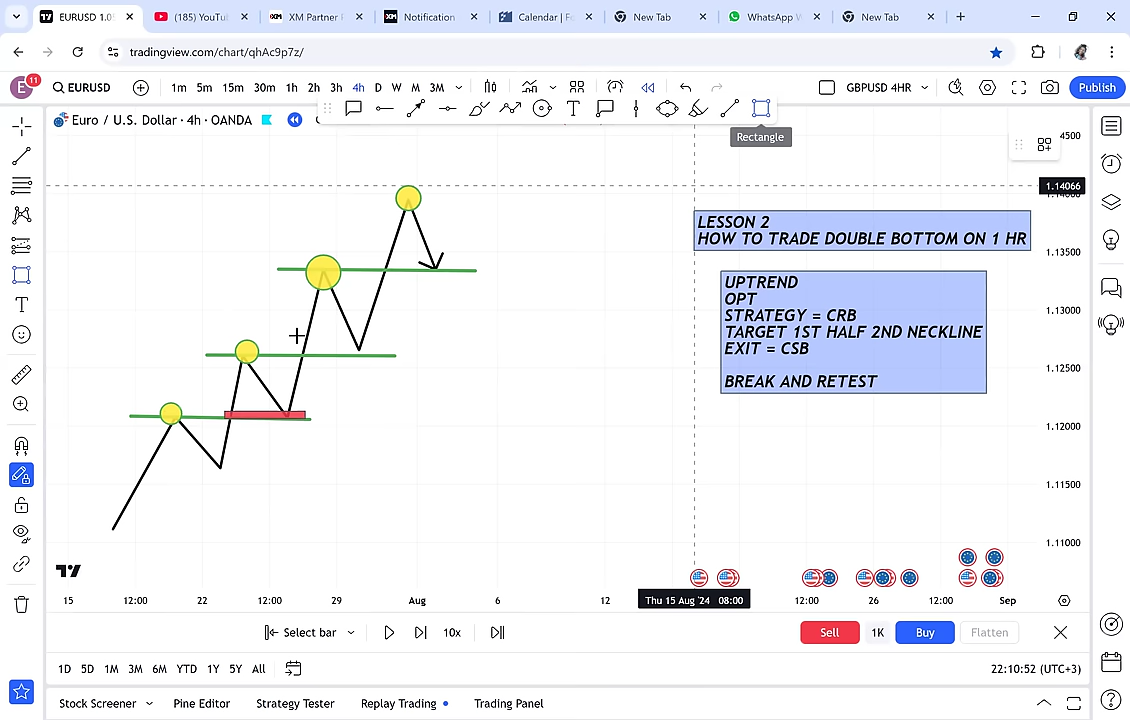 EURUSD 1.0
(185) YouTu
XM Partner
Notification
Calendar | F
New Tab
WhatsApp W
New Tab
tradingview.com/chart/qhAc9p7z/
E
11
EURUSD
1m 5m 15m 30m 1h 2h 3h 4h D W M 3M
GBPUSD 4HR
Publish
Euro / U.S. Dollar · 4h · OANDA
Rectangle
4500
1.14066
LESSON 2
HOW TO TRADE DOUBLE BOTTOM ON 1 HR
1.13500
UPTREND
OPT
STRATEGY = CRB
TARGET 1ST HALF 2ND NECKLINE
EXIT = CSB
BREAK AND RETEST
1.13000
1.12500
1.12000
1.11500
1.11000
15 12:00 22 12:00 29 Aug 6 12 Thu 15 Aug '24 08:00 12:00 26 12:00 Sep
Select bar
10x
Sell
1K
Buy
Flatten
1D 5D 1M 3M 6M YTD 1Y 5Y All
22:10:52 (UTC+3)
Stock Screener
Pine Editor
Strategy Tester
Replay Trading
Trading Panel